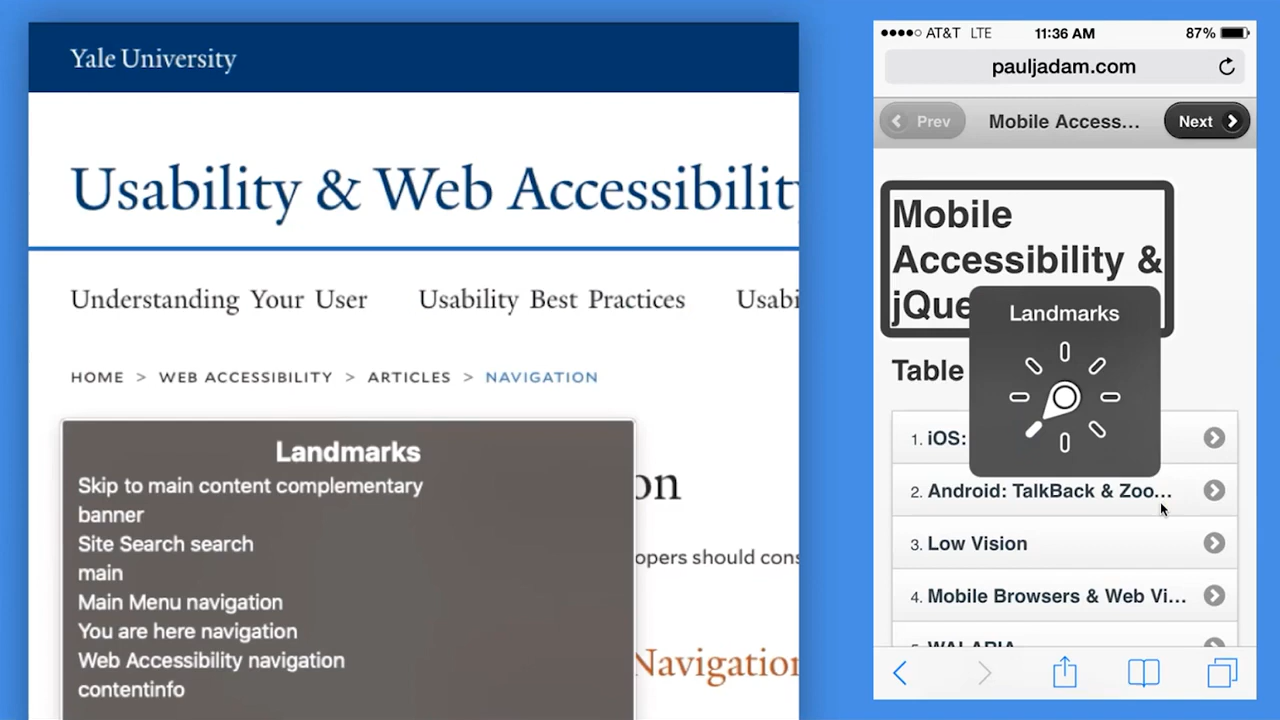 Yale University
Usability & Web Accessibility
Understanding Your User Usability Best Practices Usabi
HOME > WEB ACCESSIBILITY > ARTICLES > NAVIGATION
Landmarks
Skip to main content complementary
banner
Site Search search
main
Main Menu navigation
You are here navigation
Web Accessibility navigation
contentinfo
on
opers should cons
Navigation
AT&T LTE 11:36 AM 87%
pauljadam.com
Prev Mobile Access... Next
Mobile
Accessibility &
jQue
Landmarks
Table
1. iOS:
2. Android: TalkBack & Zoo...
3. Low Vision
4. Mobile Browsers & Web Vi...